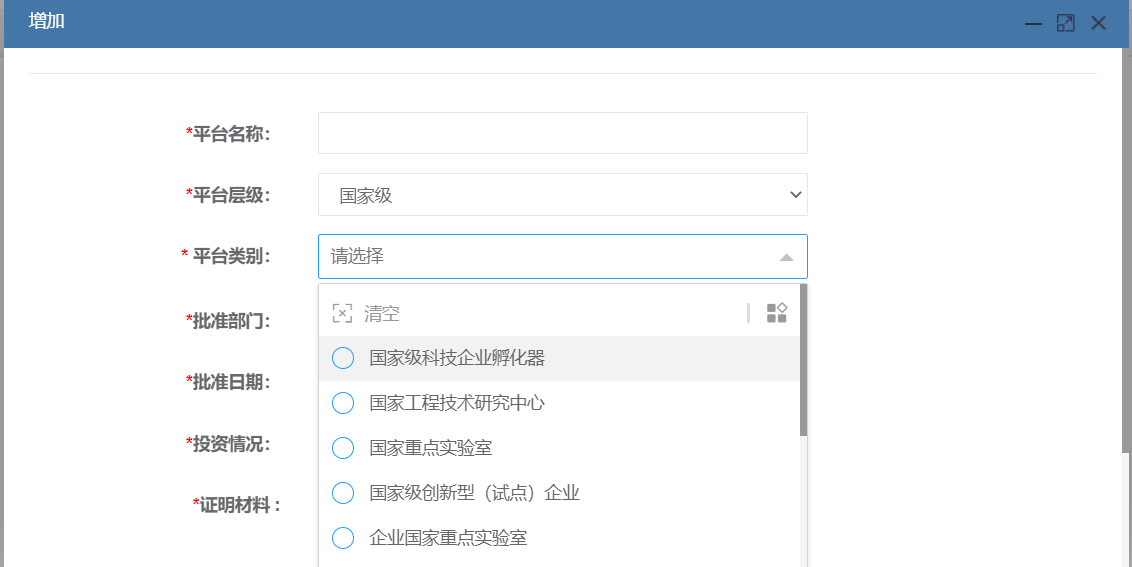 增加
*平台名称：
*平台层级： 国家级
* 平台类别： 请选择
清空
国家级科技企业孵化器
国家工程技术研究中心
国家重点实验室
国家级创新型（试点）企业
企业国家重点实验室
*批准部门：
*批准日期：
*投资情况：
*证明材料：